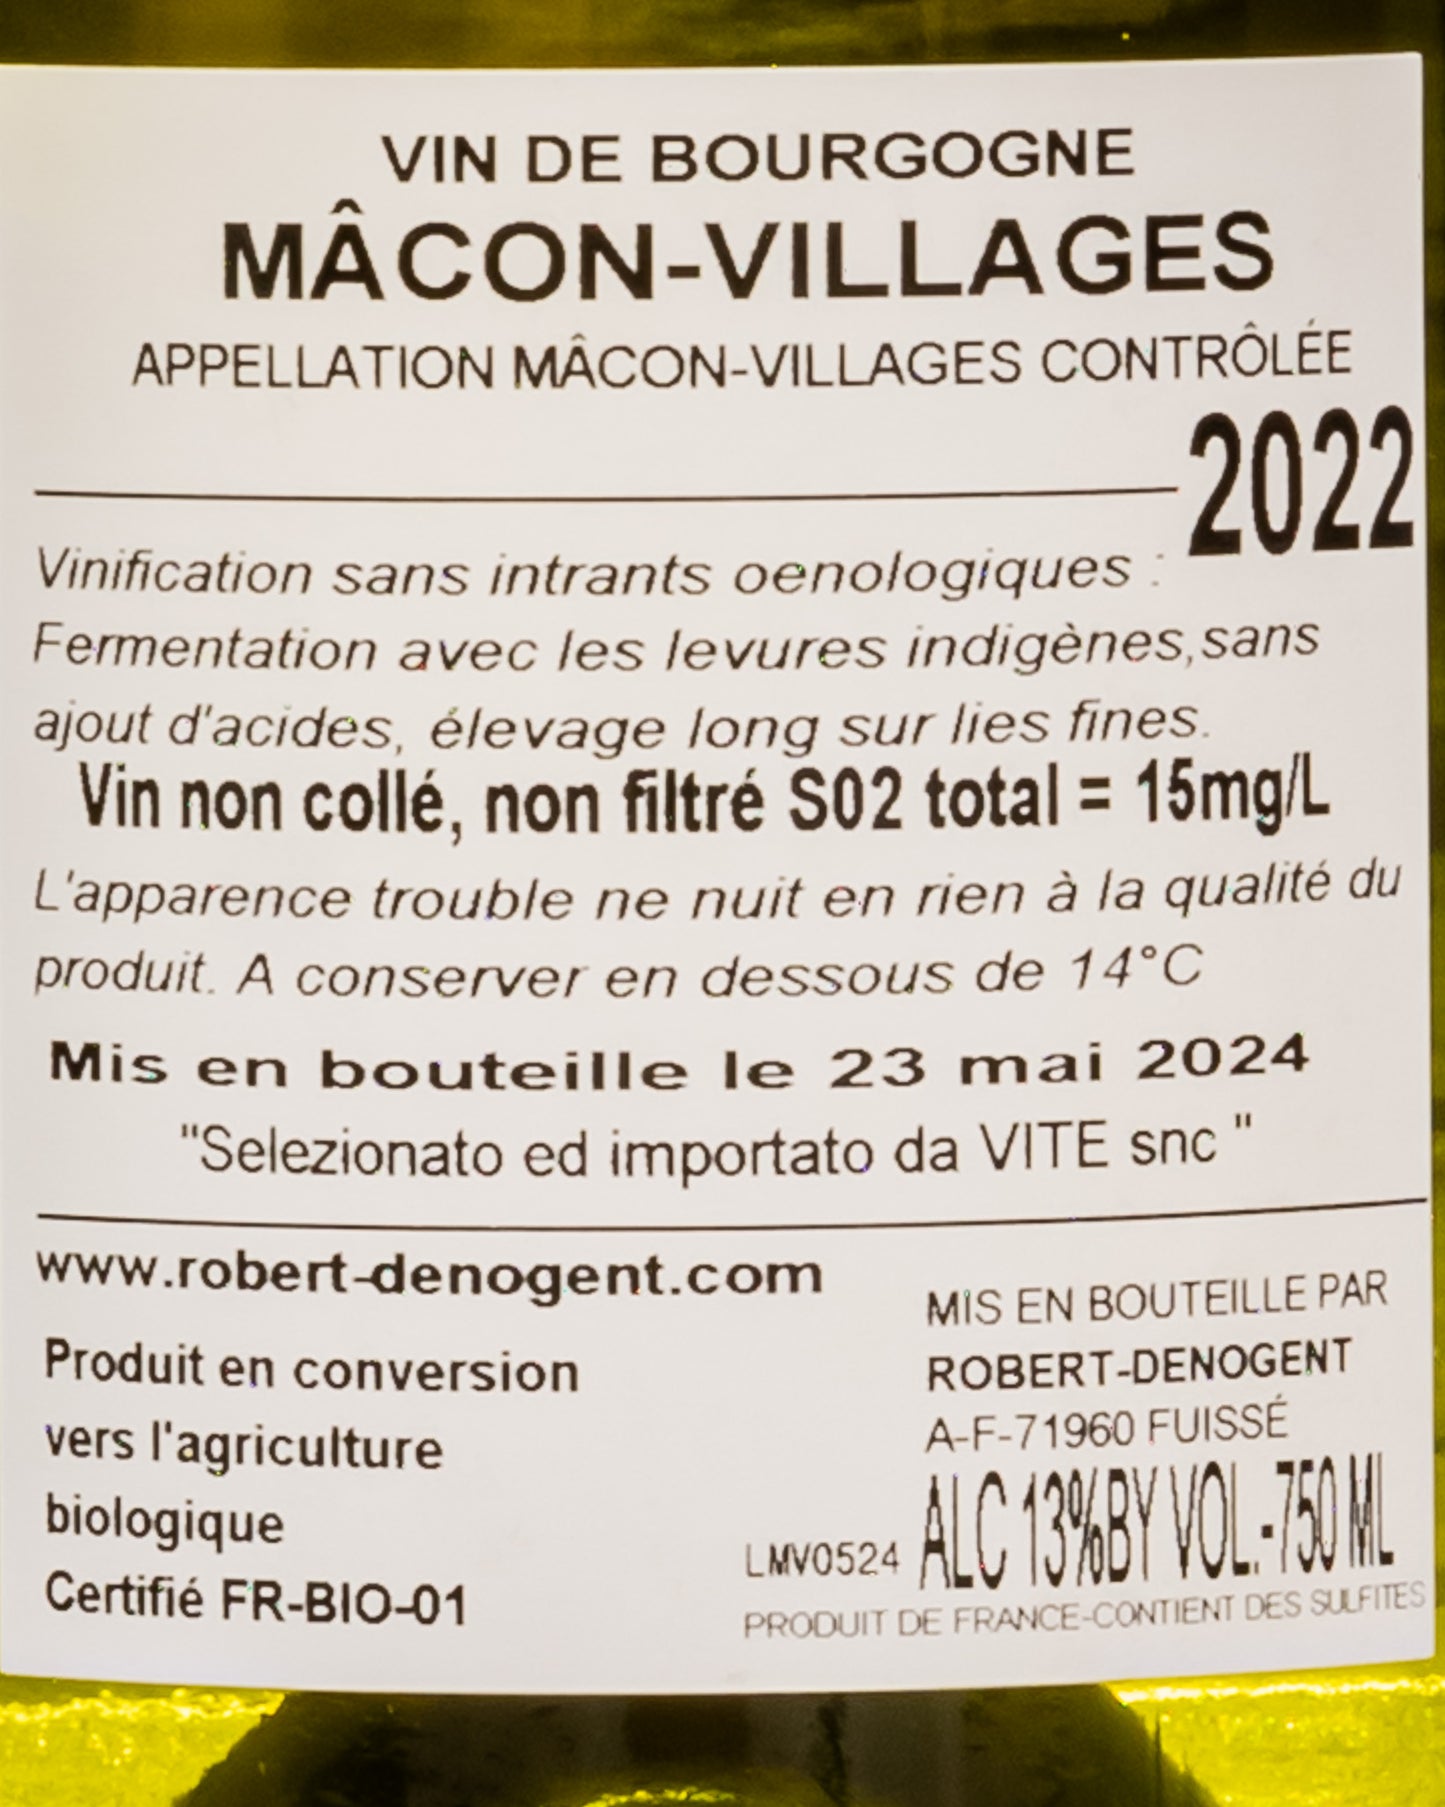 VIN DE BOURGOGNE
MÂCON-VILLAGES
APPELLATION MÂCON-VILLAGES CONTRÔLÉE
2022
Vinification sans intrants oenologiques :
Fermentation avec les levures indigènes,sans
ajout d'acides, élevage long sur lies fines.
Vin non collé, non filtré S02 total = 15mg/L
L'apparence trouble ne nuit en rien à la qualité du
produit. A conserver en dessous de 14°C
Mis en bouteille le 23 mai 2024
"Selezionato ed importato da VITE snc "
www.robert-denogent.com
Produit en conversion
vers l'agriculture
biologique
Certifié FR-BIO-01
MIS EN BOUTEILLE PAR
ROBERT-DENOGENT
A-F-71960 FUISSÉ
LMV0524 ALC 13%BY VOL.-750 ML
PRODUIT DE FRANCE-CONTIENT DES SULFITES